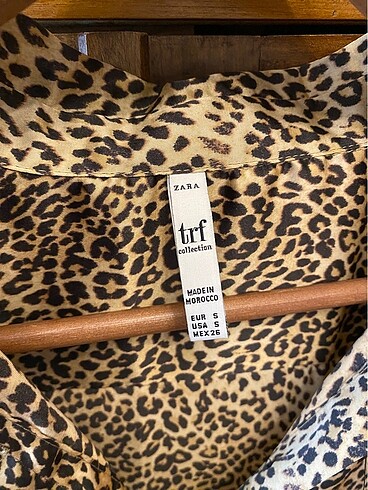 ZARA
trf
collection
MADE IN
MOROCCO
EUR S
USA S
MEX 26